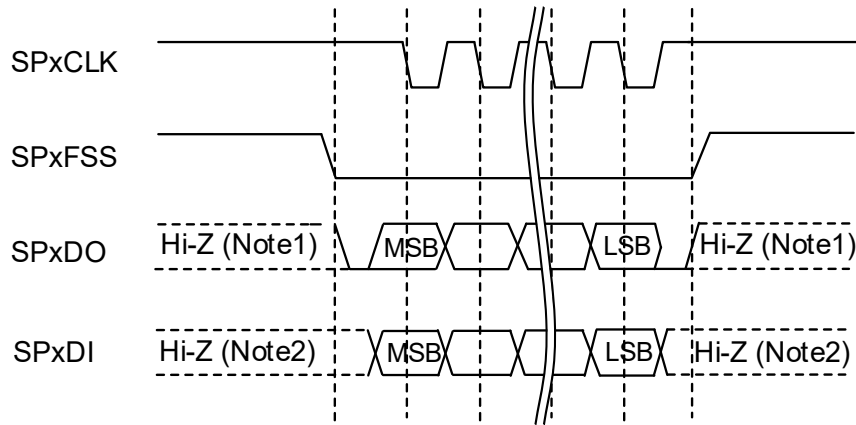 SPxCLK
SPxFSS
SPxDO Hi-Z (Note1) MSB LSB Hi-Z (Note1)
SPxDI Hi-Z (Note2) MSB LSB Hi-Z (Note2)